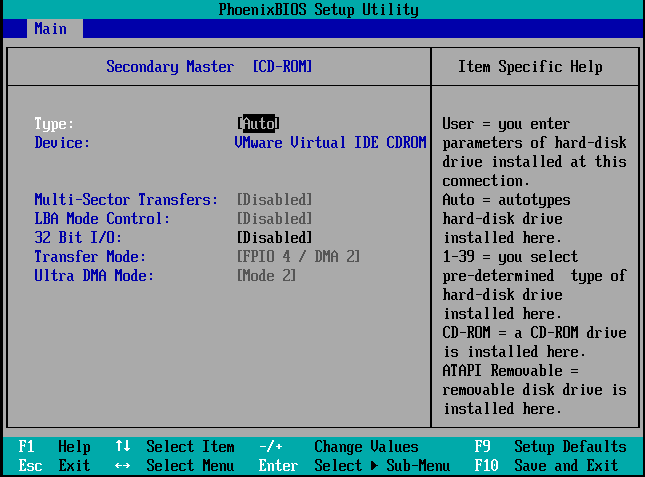 PhoenixBIOS Setup Utility
Main
Secondary Master [CD-ROM]
Item Specific Help
Type: [Auto]
Device: VMware Virtual IDE CDROM
Multi-Sector Transfers: [Disabled]
LBA Mode Control: [Disabled]
32 Bit I/O: [Disabled]
Transfer Mode: [FPIO 4 / DMA 2]
Ultra DMA Mode: [Mode 2]
User = you enter
parameters of hard-disk
drive installed at this
connection.
Auto = autotypes
hard-disk drive
installed here.
1-39 = you select
pre-determined type of
hard-disk drive
installed here.
CD-ROM = a CD-ROM drive
is installed here.
ATAPI Removable =
removable disk drive is
installed here.
F1 Help ↑↓ Select Item -/+ Change Values F9 Setup Defaults
Esc Exit ↔ Select Menu Enter Select ▶ Sub-Menu F10 Save and Exit